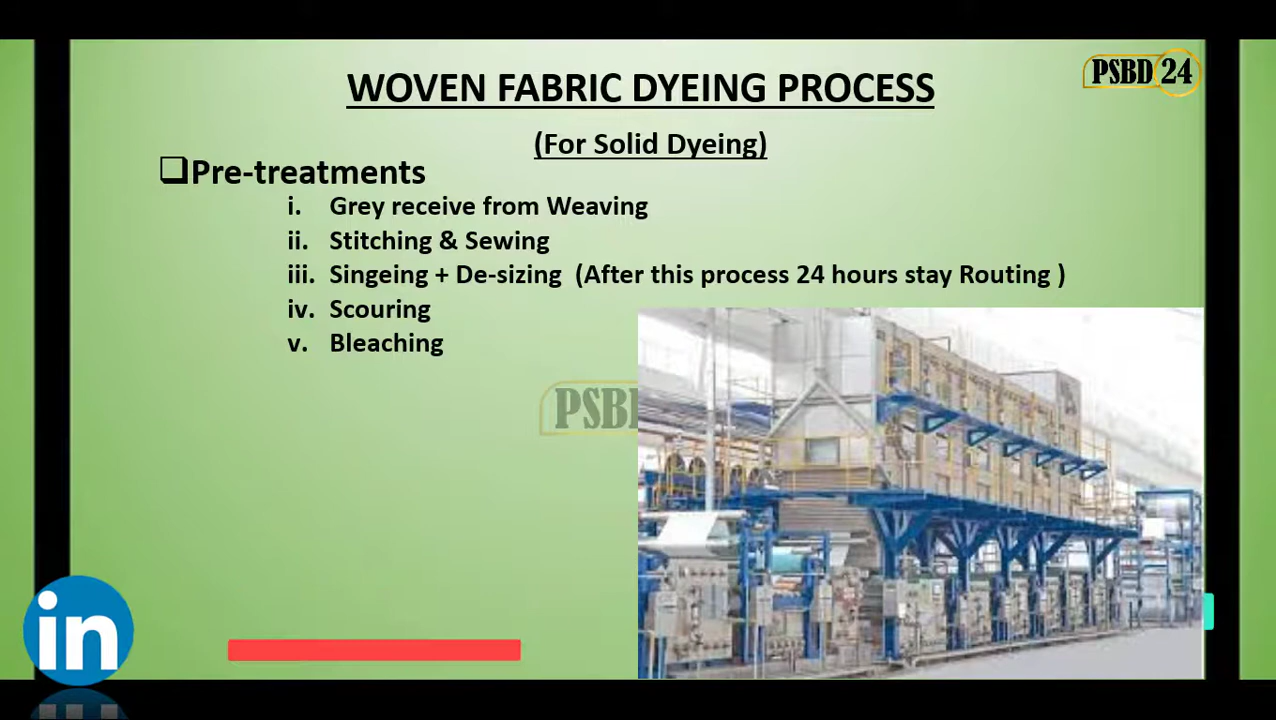 PSBD 24
WOVEN FABRIC DYEING PROCESS
(For Solid Dyeing)
❑Pre-treatments
i. Grey receive from Weaving
ii. Stitching & Sewing
iii. Singeing + De-sizing (After this process 24 hours stay Routing )
iv. Scouring
v. Bleaching
PSB
in